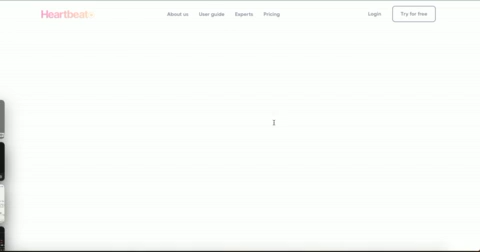 Heartbeat
About us
User guide
Experts
Pricing
Login
Try for free